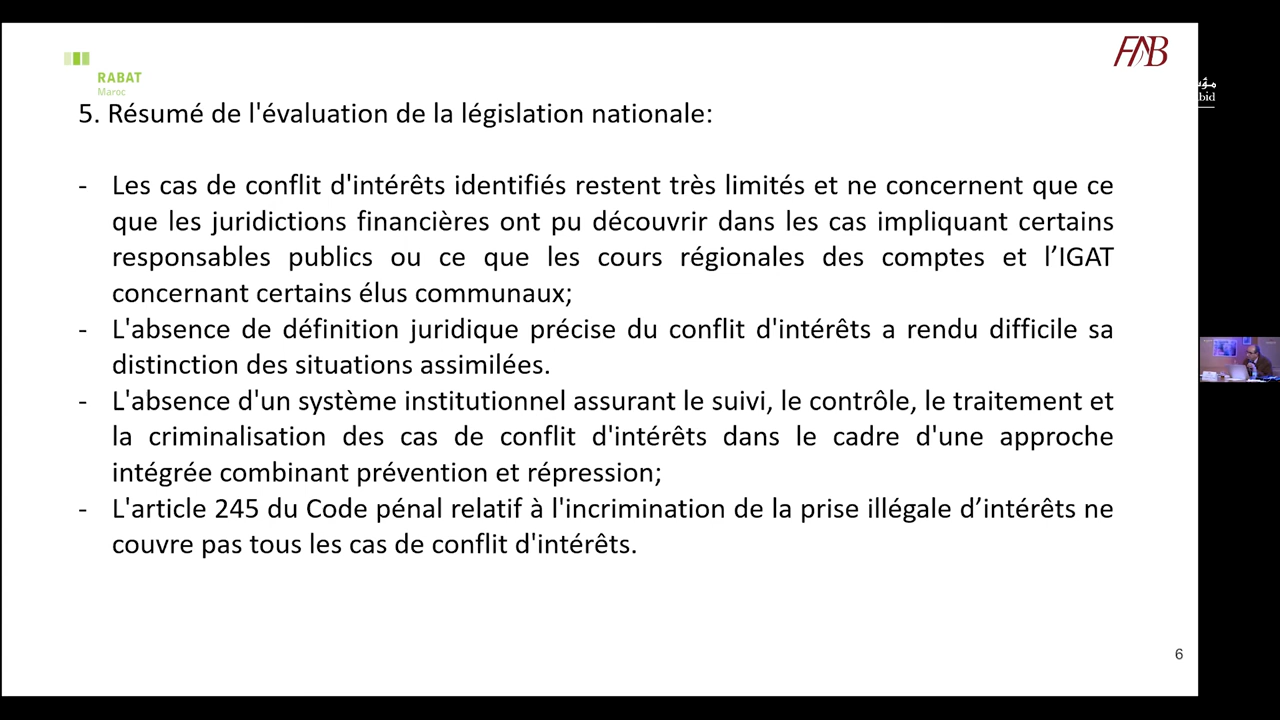 RABAT
Maroc
FAB
5. Résumé de l'évaluation de la législation nationale:
- Les cas de conflit d'intérêts identifiés restent très limités et ne concernent que ce
que les juridictions financières ont pu découvrir dans les cas impliquant certains
responsables publics ou ce que les cours régionales des comptes et l’IGAT
concernant certains élus communaux;
- L'absence de définition juridique précise du conflit d'intérêts a rendu difficile sa
distinction des situations assimilées.
- L'absence d'un système institutionnel assurant le suivi, le contrôle, le traitement et
la criminalisation des cas de conflit d'intérêts dans le cadre d'une approche
intégrée combinant prévention et répression;
- L'article 245 du Code pénal relatif à l'incrimination de la prise illégale d’intérêts ne
couvre pas tous les cas de conflit d'intérêts.
6